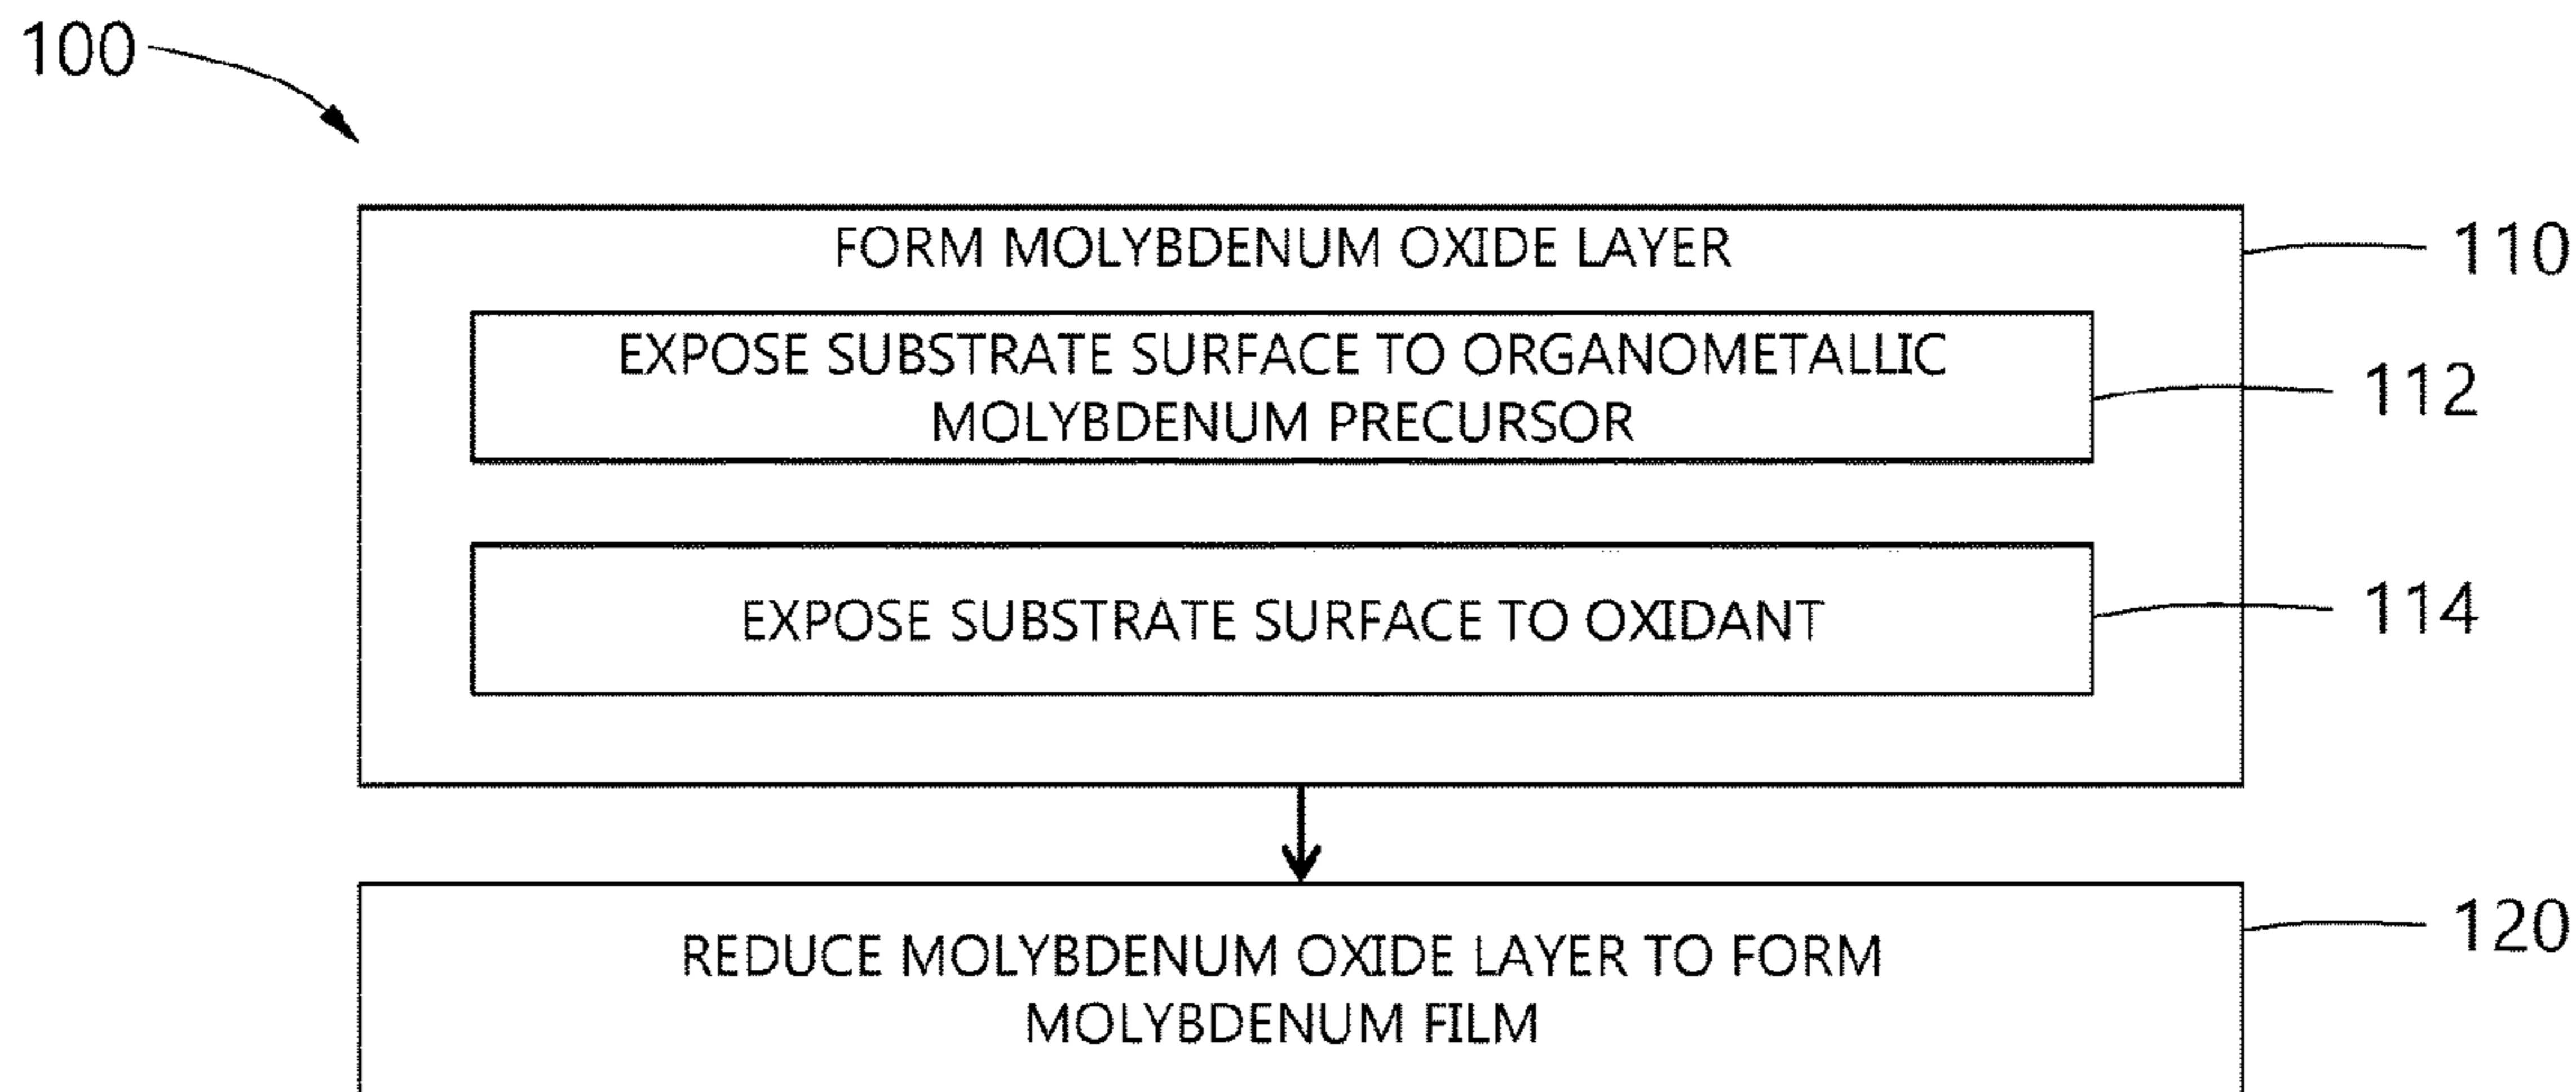 100
FORM MOLYBDENUM OXIDE LAYER
110
EXPOSE SUBSTRATE SURFACE TO ORGANOMETALLIC
MOLYBDENUM PRECURSOR
112
EXPOSE SUBSTRATE SURFACE TO OXIDANT
114
REDUCE MOLYBDENUM OXIDE LAYER TO FORM
MOLYBDENUM FILM
120